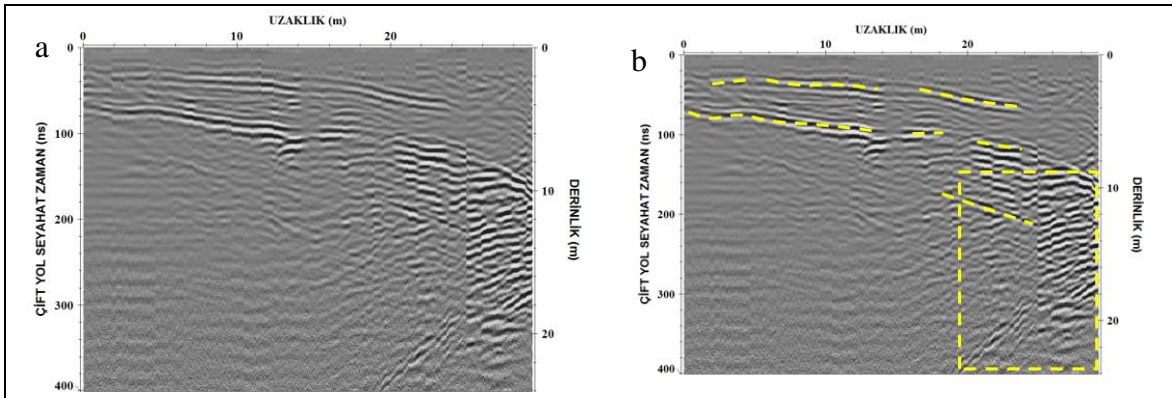 a
UZAKLIK (m)
0 10 20
ÇİFT YOL SEYAHAT ZAMAN (ns)
0
100
200
300
400
0
10
20
DERİNLİK (m)
b
UZAKLIK (m)
0 10 20
ÇİFT YOL SEYAHAT ZAMAN (ns)
0
100
200
300
400
0
10
20
DERİNLİK (m)